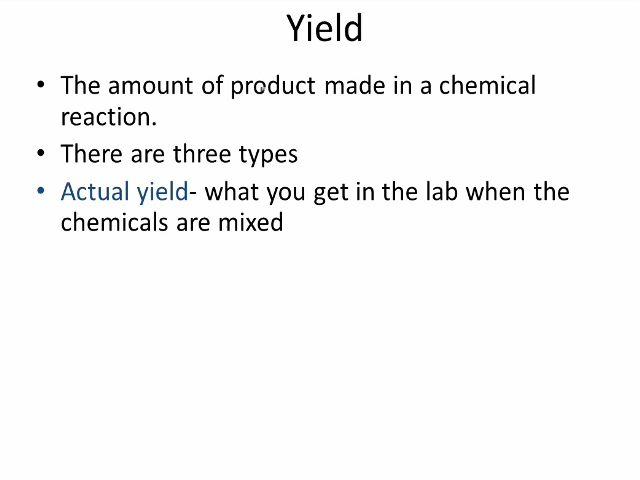 Yield
• The amount of product made in a chemical
reaction.
• There are three types
• Actual yield- what you get in the lab when the
chemicals are mixed